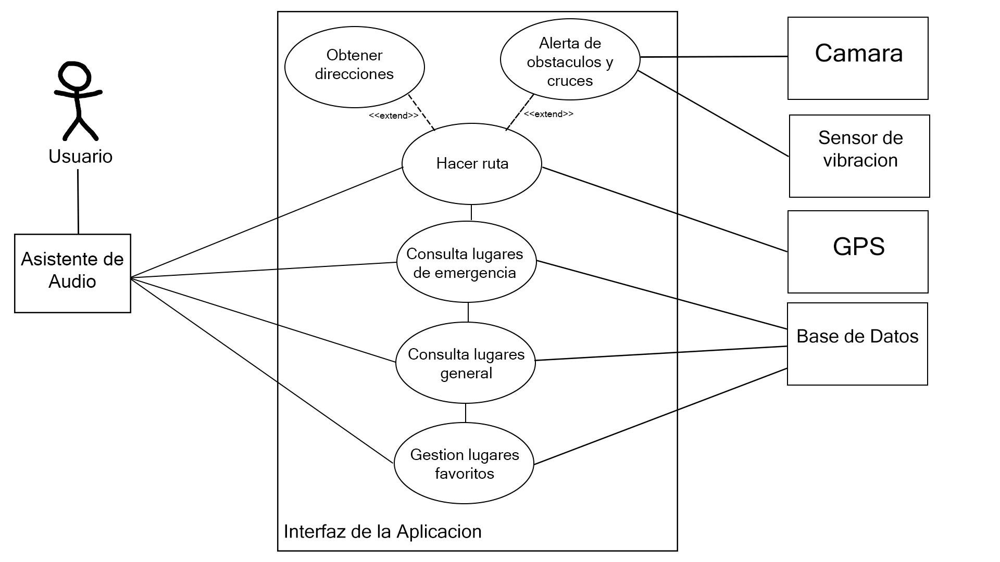 Obtener
direcciones
Alerta de
obstaculos y
cruces
Camara
<<extend>>
<<extend>>
Sensor de
vibracion
Usuario
Hacer ruta
GPS
Asistente de
Audio
Consulta lugares
de emergencia
Base de Datos
Consulta lugares
general
Gestion lugares
favoritos
Interfaz de la Aplicacion